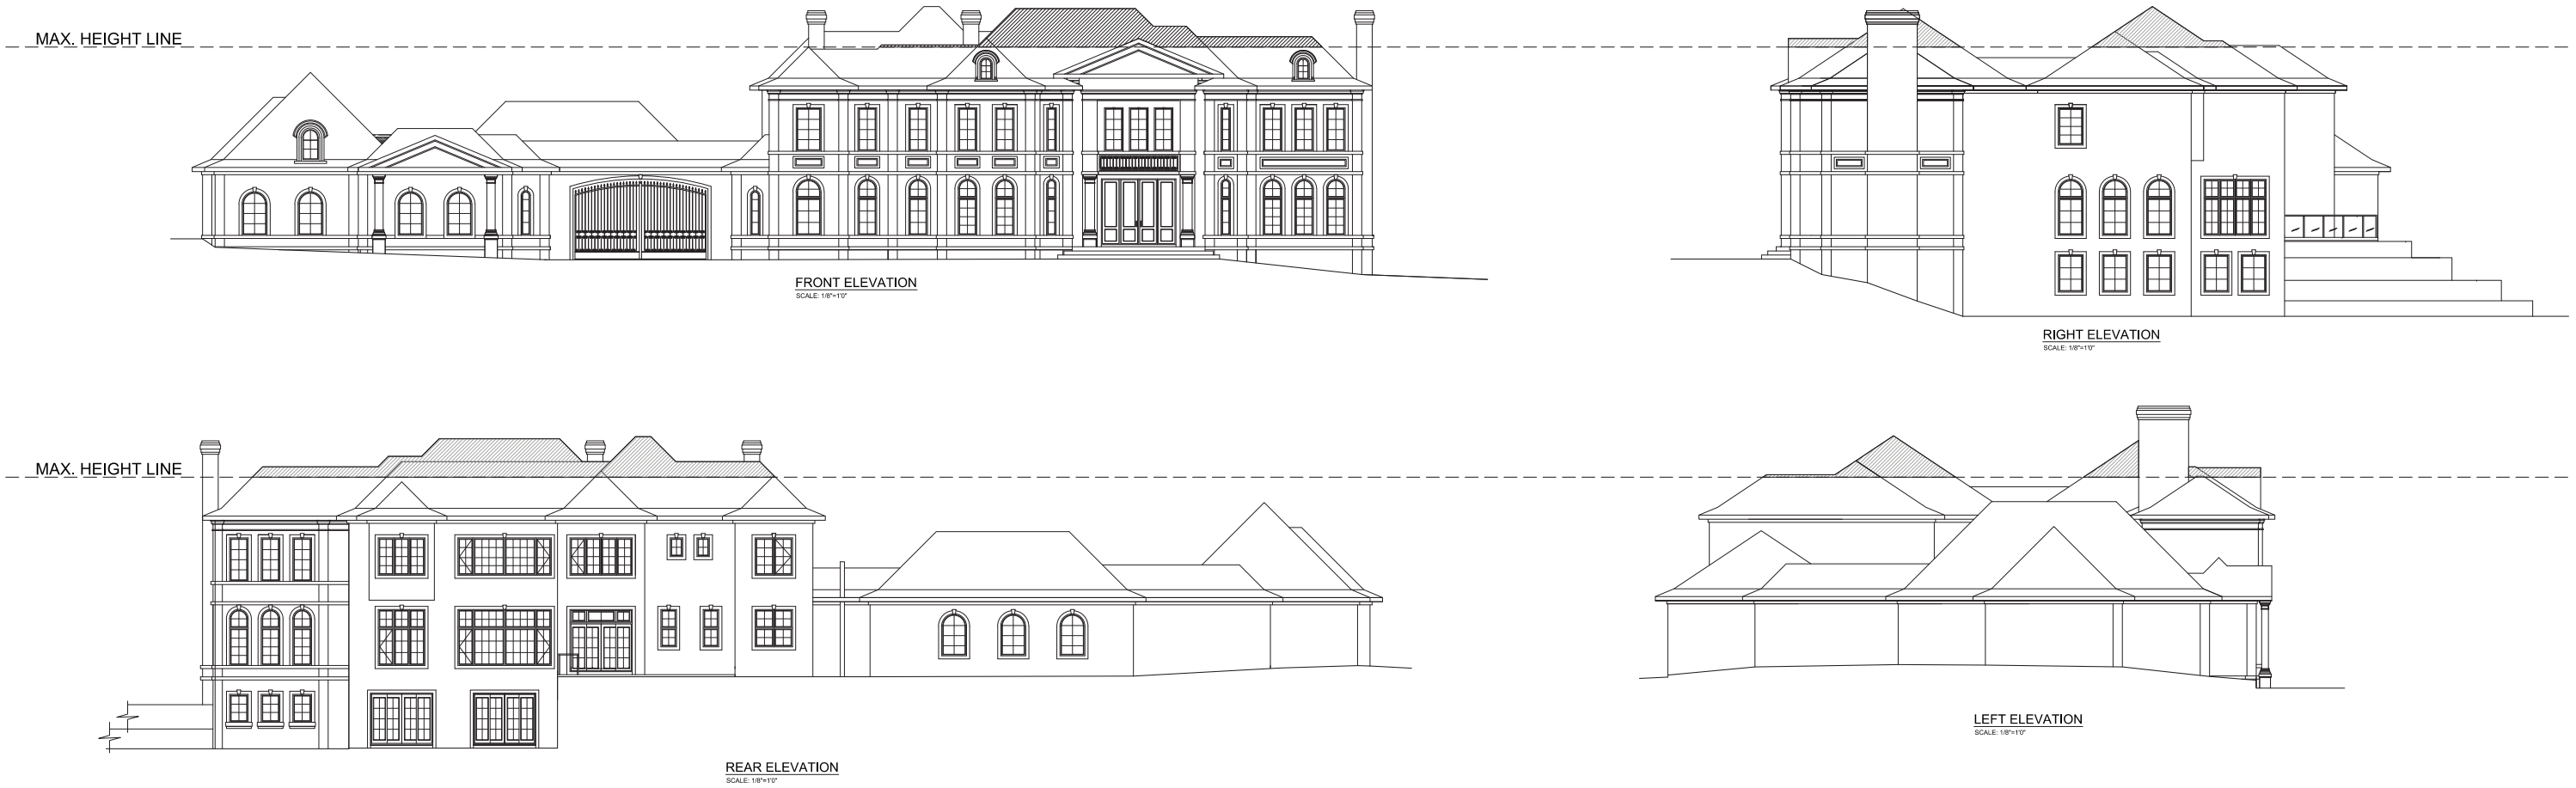 MAX. HEIGHT LINE
FRONT ELEVATION
SCALE: 1/8"=1'0"
RIGHT ELEVATION
SCALE: 1/8"=1'0"
MAX. HEIGHT LINE
REAR ELEVATION
SCALE: 1/8"=1'0"
LEFT ELEVATION
SCALE: 1/8"=1'0"